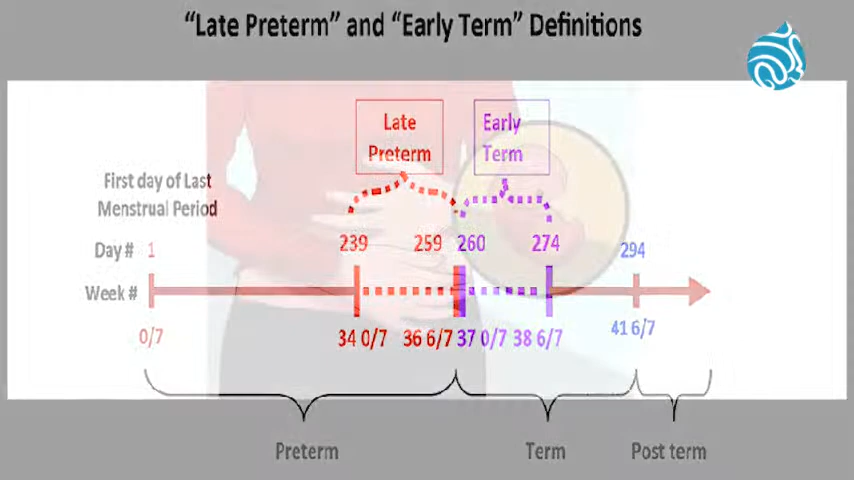 “Late Preterm” and “Early Term” Definitions
Late
Preterm
Early
Term
First day of Last
Menstrual Period
Day # 1 239 259 260 274 294
Week #
0/7 34 0/7 36 6/7 37 0/7 38 6/7 41 6/7
Preterm Term Post term